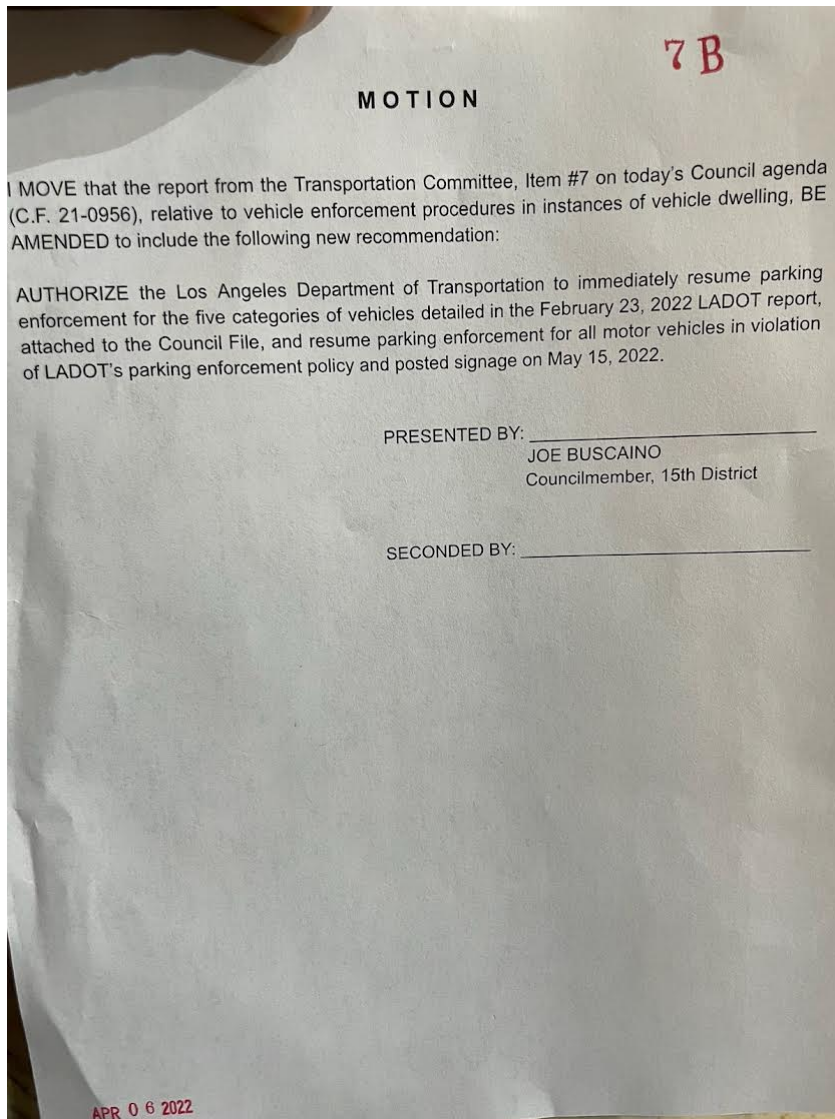 7 B
MOTION
I MOVE that the report from the Transportation Committee, Item #7 on today's Council agenda
(C.F. 21-0956), relative to vehicle enforcement procedures in instances of vehicle dwelling, BE
AMENDED to include the following new recommendation:
AUTHORIZE the Los Angeles Department of Transportation to immediately resume parking
enforcement for the five categories of vehicles detailed in the February 23, 2022 LADOT report,
attached to the Council File, and resume parking enforcement for all motor vehicles in violation
of LADOT's parking enforcement policy and posted signage on May 15, 2022.
PRESENTED BY:
JOE BUSCAINO
Councilmember, 15th District
SECONDED BY:
APR 06 2022